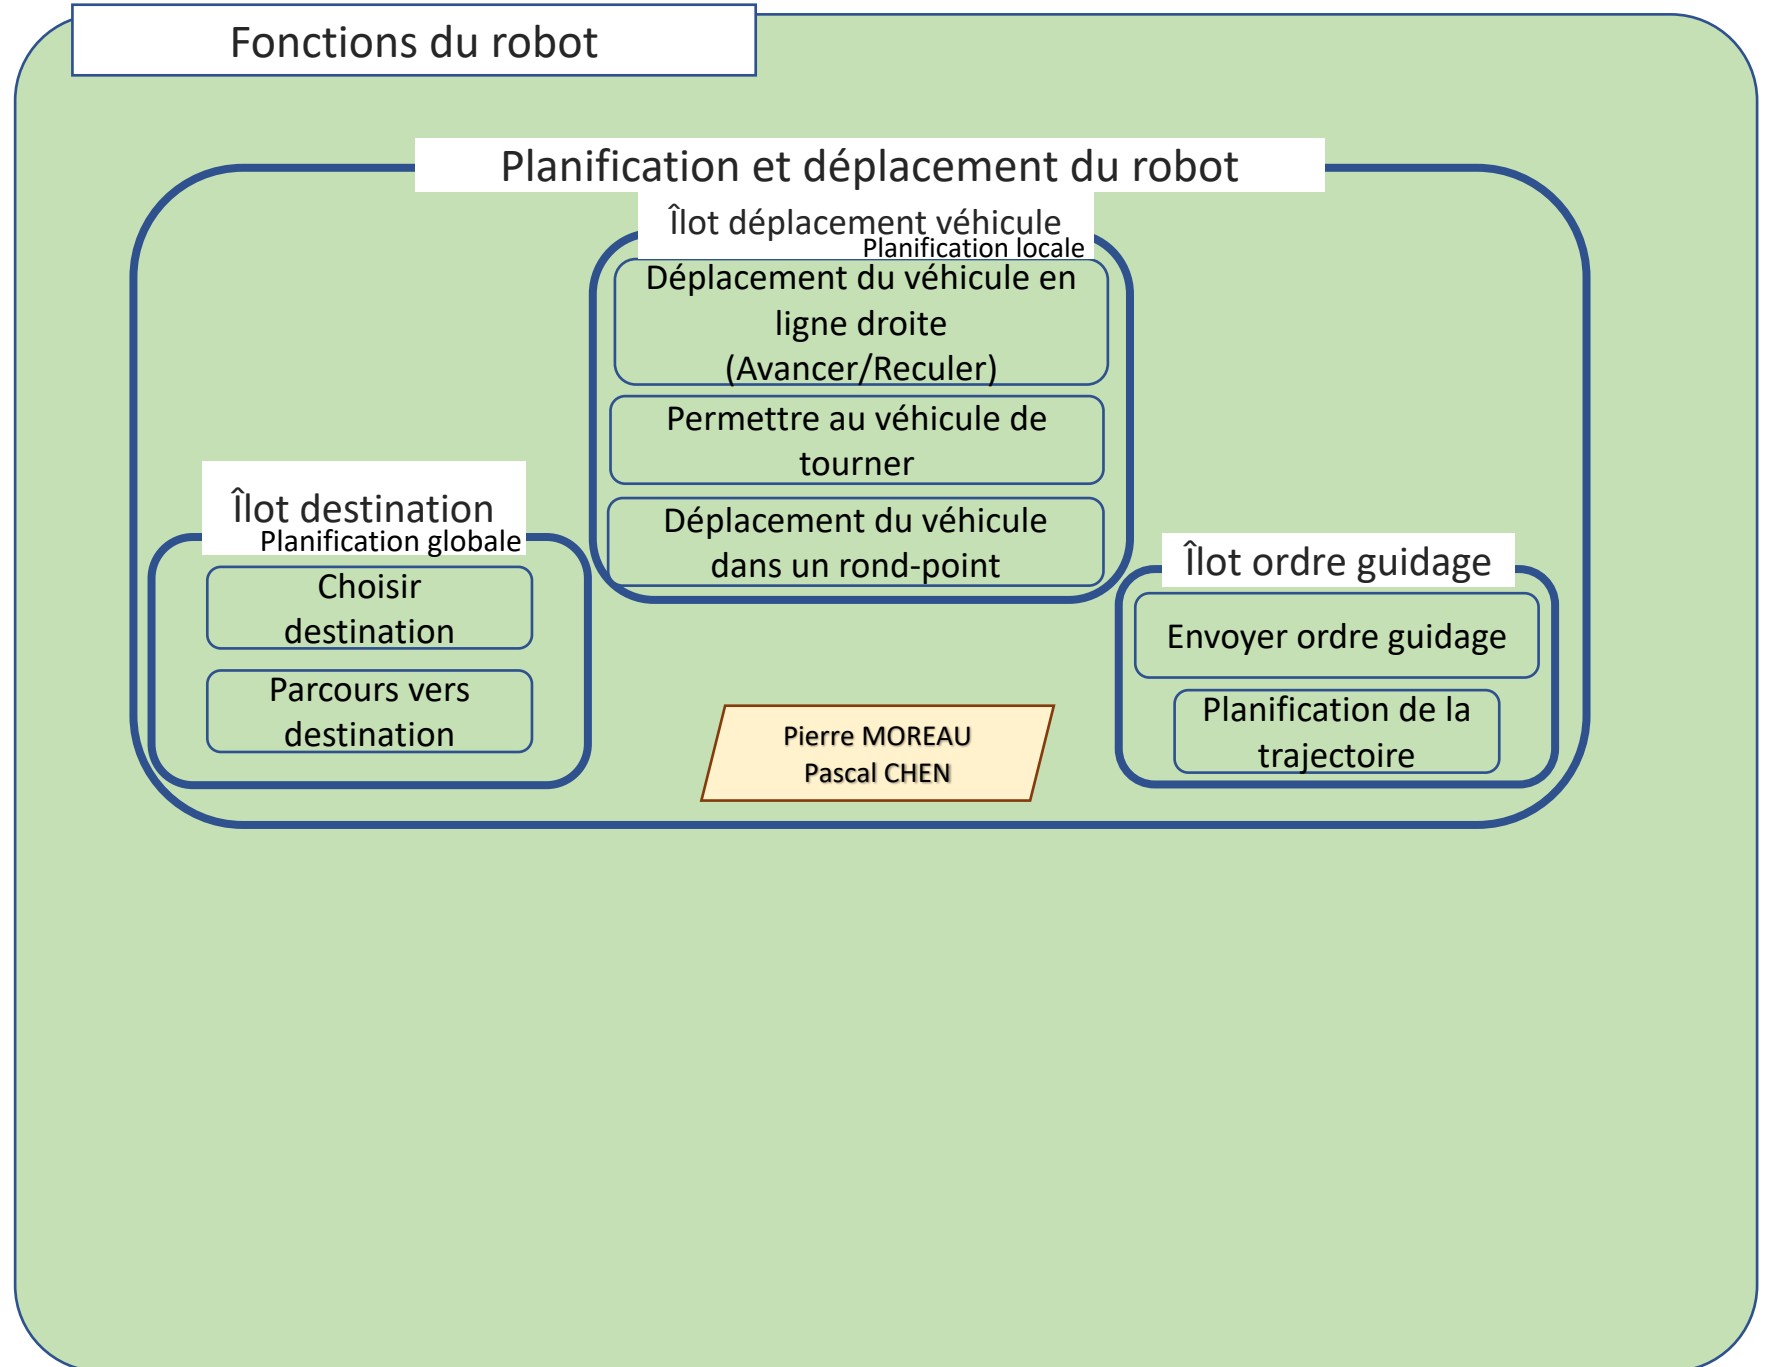 Fonctions du robot
Planification et déplacement du robot
Îlot déplacement véhicule
Planification locale
Déplacement du véhicule en
ligne droite
(Avancer/Reculer)
Permettre au véhicule de
tourner
Déplacement du véhicule
dans un rond-point
Îlot destination
Planification globale
Choisir
destination
Parcours vers
destination
Îlot ordre guidage
Envoyer ordre guidage
Planification de la
trajectoire
Pierre MOREAU
Pascal CHEN